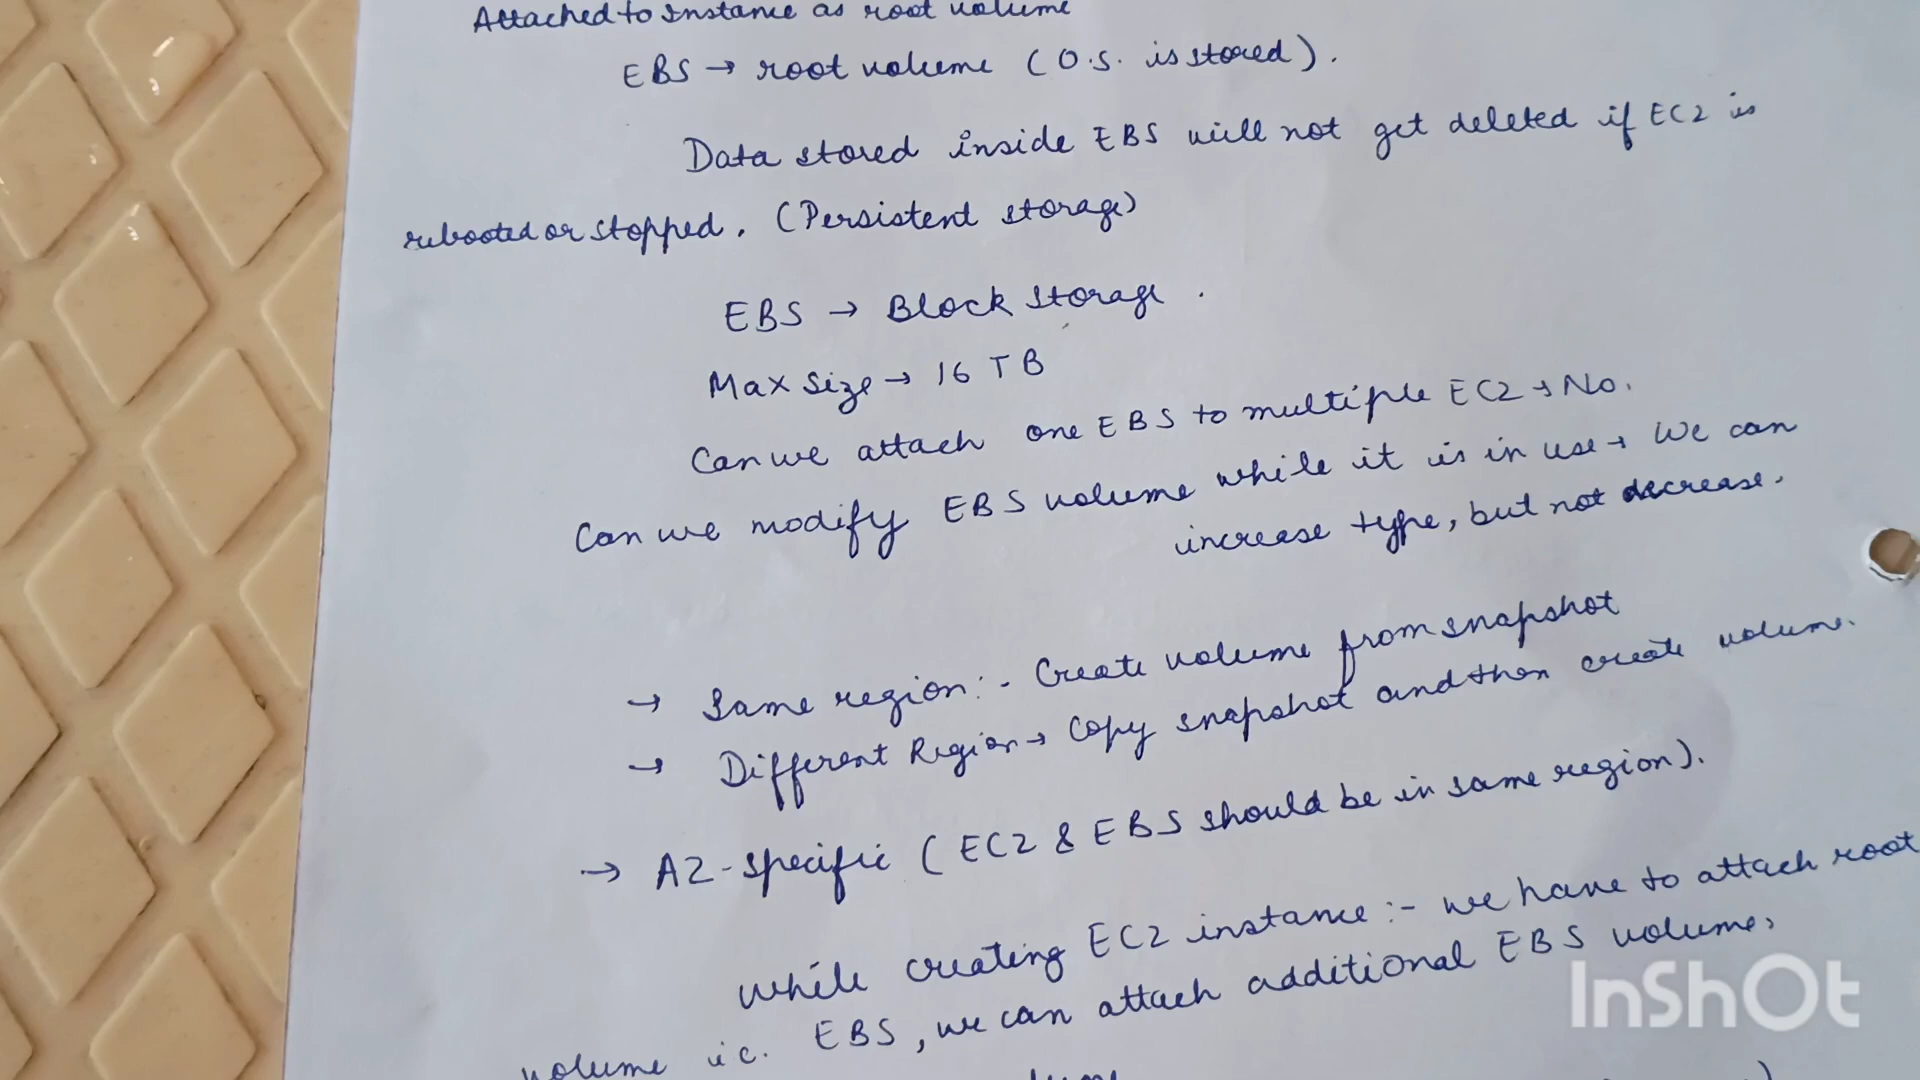 Attached to Instance as root volume
EBS → root volume (O.S. is stored).
Data stored inside EBS will not get deleted if EC2 is
rebooted or stopped. (Persistent storage)
EBS → Block Storage.
Max Size → 16 TB
Can we attach one EBS to multiple EC2 → No.
Can we modify EBS volume while it is in use → We can
increase type, but not decrease.
→ Same region:- Create volume from snapshot
→ Different Region → Copy snapshot and then create volume.
→ AZ-specific (EC2 & EBS should be in same region).
While creating EC2 instance :- we have to attach root
volume i.e. EBS, we can attach additional EBS volume,
InShOt